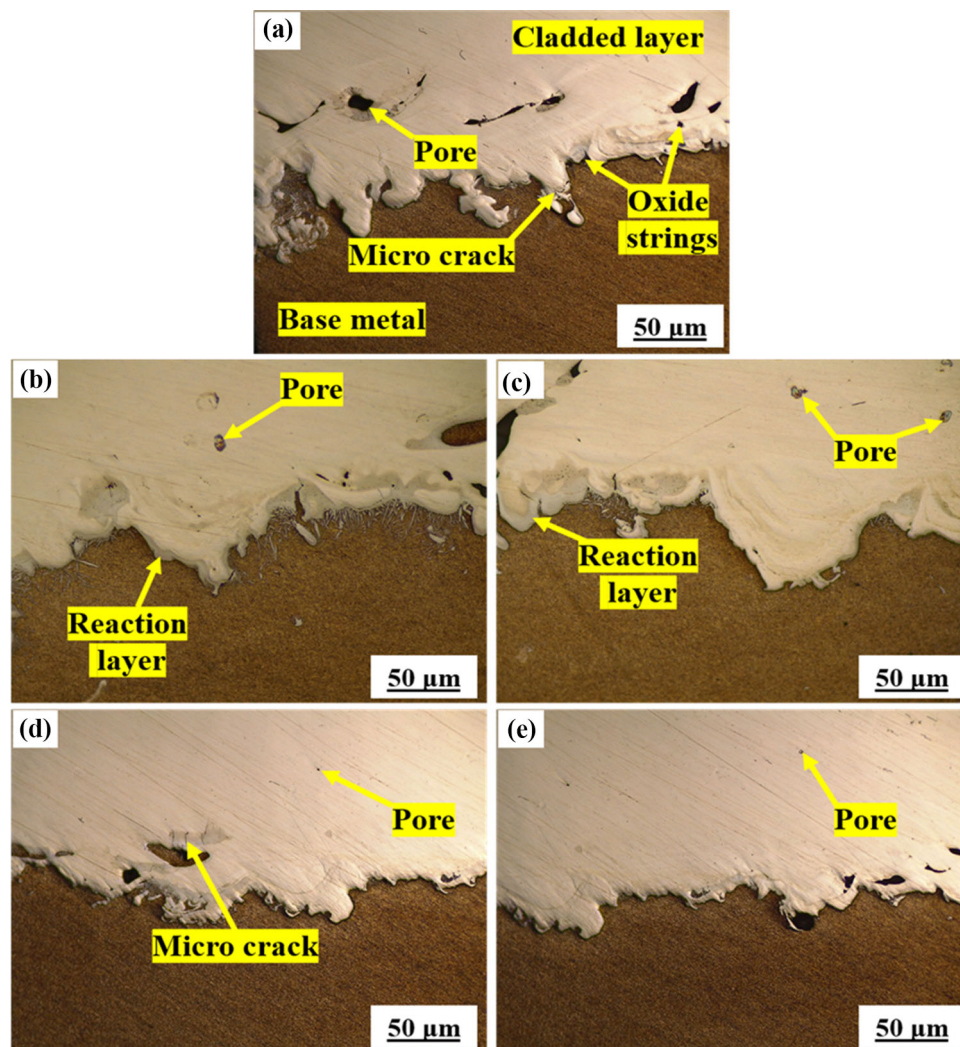 (a)
Cladded layer
Pore
Oxide
strings
Micro crack
Base metal
50 µm
(b)
Pore
Reaction
layer
50 µm
(c)
Pore
Reaction
layer
50 µm
(d)
Pore
Micro crack
50 µm
(e)
Pore
50 µm